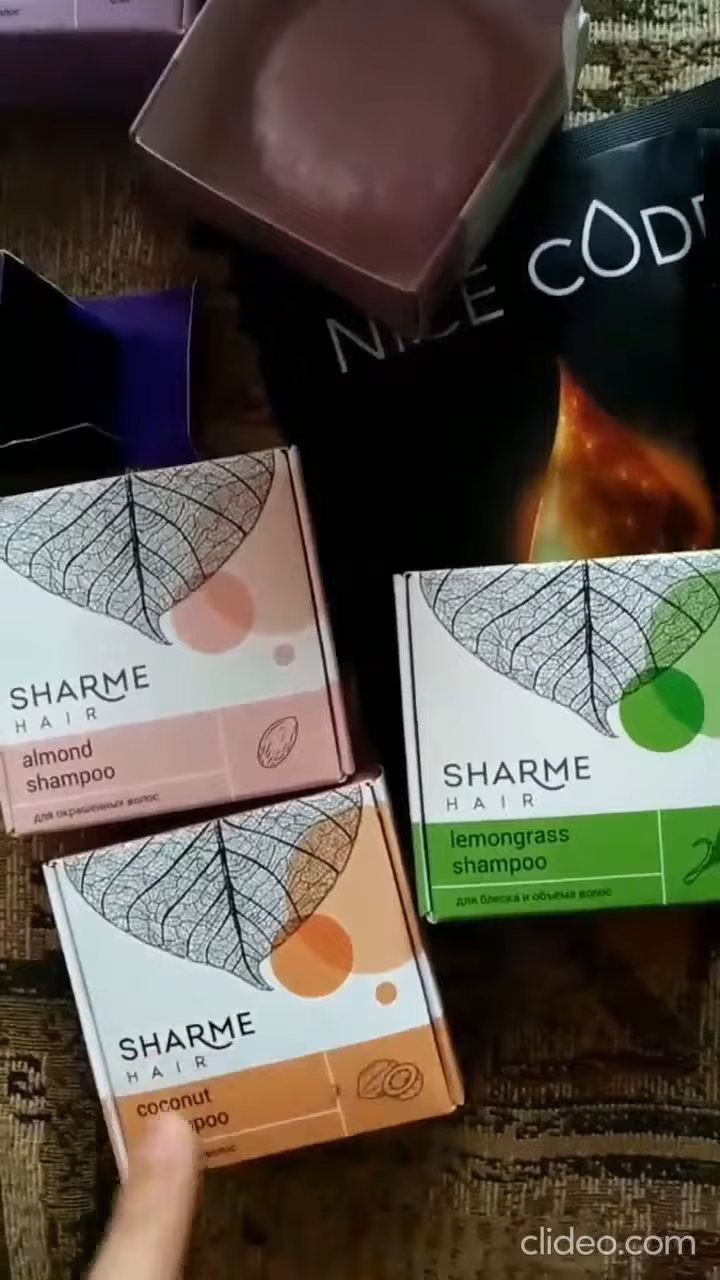 NICE CODE
SHARME
HAIR
almond
shampoo
для окрашенных волос
SHARME
HAIR
lemongrass
shampoo
для блеска и объема волос
SHARME
HAIR
coconut
волос
clideo.com